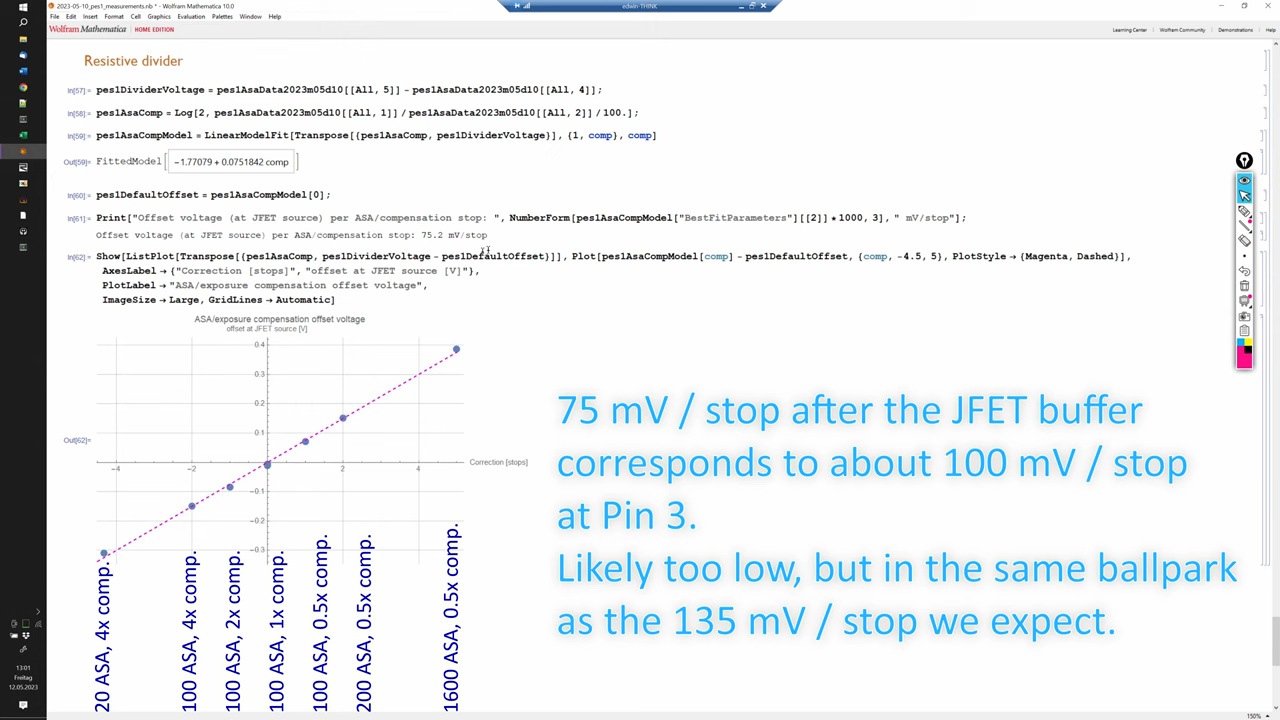 2023-05-10_pes1_measurements.nb * - Wolfram Mathematica 10.0
edwin-THINK
File Edit Insert Format Cell Graphics Evaluation Palettes Window Help
Wolfram Mathematica HOME EDITION
Learning Center Wolfram Community Demonstrations Help
Resistive divider
In[57]= pes1DividerVoltage = pes1AsaData2023m05d10[[All, 5]] - pes1AsaData2023m05d10[[All, 4]];
In[58]= pes1AsaComp = Log[2, pes1AsaData2023m05d10[[All, 1]] / pes1AsaData2023m05d10[[All, 2]] / 100.];
In[59]= pes1AsaCompModel = LinearModelFit[Transpose[{pes1AsaComp, pes1DividerVoltage}], {1, comp}, comp]
Out[59]= FittedModel[ -1.77079 + 0.0751842 comp ]
In[60]= pes1DefaultOffset = pes1AsaCompModel[0];
In[61]= Print["Offset voltage (at JFET source) per ASA/compensation stop: ", NumberForm[pes1AsaCompModel["BestFitParameters"][[2]] * 1000, 3], " mV/stop"];
Offset voltage (at JFET source) per ASA/compensation stop: 75.2 mV/stop
In[62]= Show[ListPlot[Transpose[{pes1AsaComp, pes1DividerVoltage - pes1DefaultOffset}]], Plot[pes1AsaCompModel[comp] - pes1DefaultOffset, {comp, -4.5, 5}, PlotStyle → {Magenta, Dashed}],
AxesLabel → {"Correction [stops]", "offset at JFET source [V]"},
PlotLabel → "ASA/exposure compensation offset voltage",
ImageSize → Large, GridLines → Automatic]
ASA/exposure compensation offset voltage
offset at JFET source [V]
0.4
0.3
0.2
0.1
Out[62]=
-4 -2 2 4 Correction [stops]
-0.1
-0.2
-0.3
20 ASA, 4x comp.
100 ASA, 4x comp.
100 ASA, 2x comp.
100 ASA, 1x comp.
100 ASA, 0.5x comp.
200 ASA, 0.5x comp.
1600 ASA, 0.5x comp.
75 mV / stop after the JFET buffer
corresponds to about 100 mV / stop
at Pin 3.
Likely too low, but in the same ballpark
as the 135 mV / stop we expect.
13:01
Freitag
12.05.2023
150%